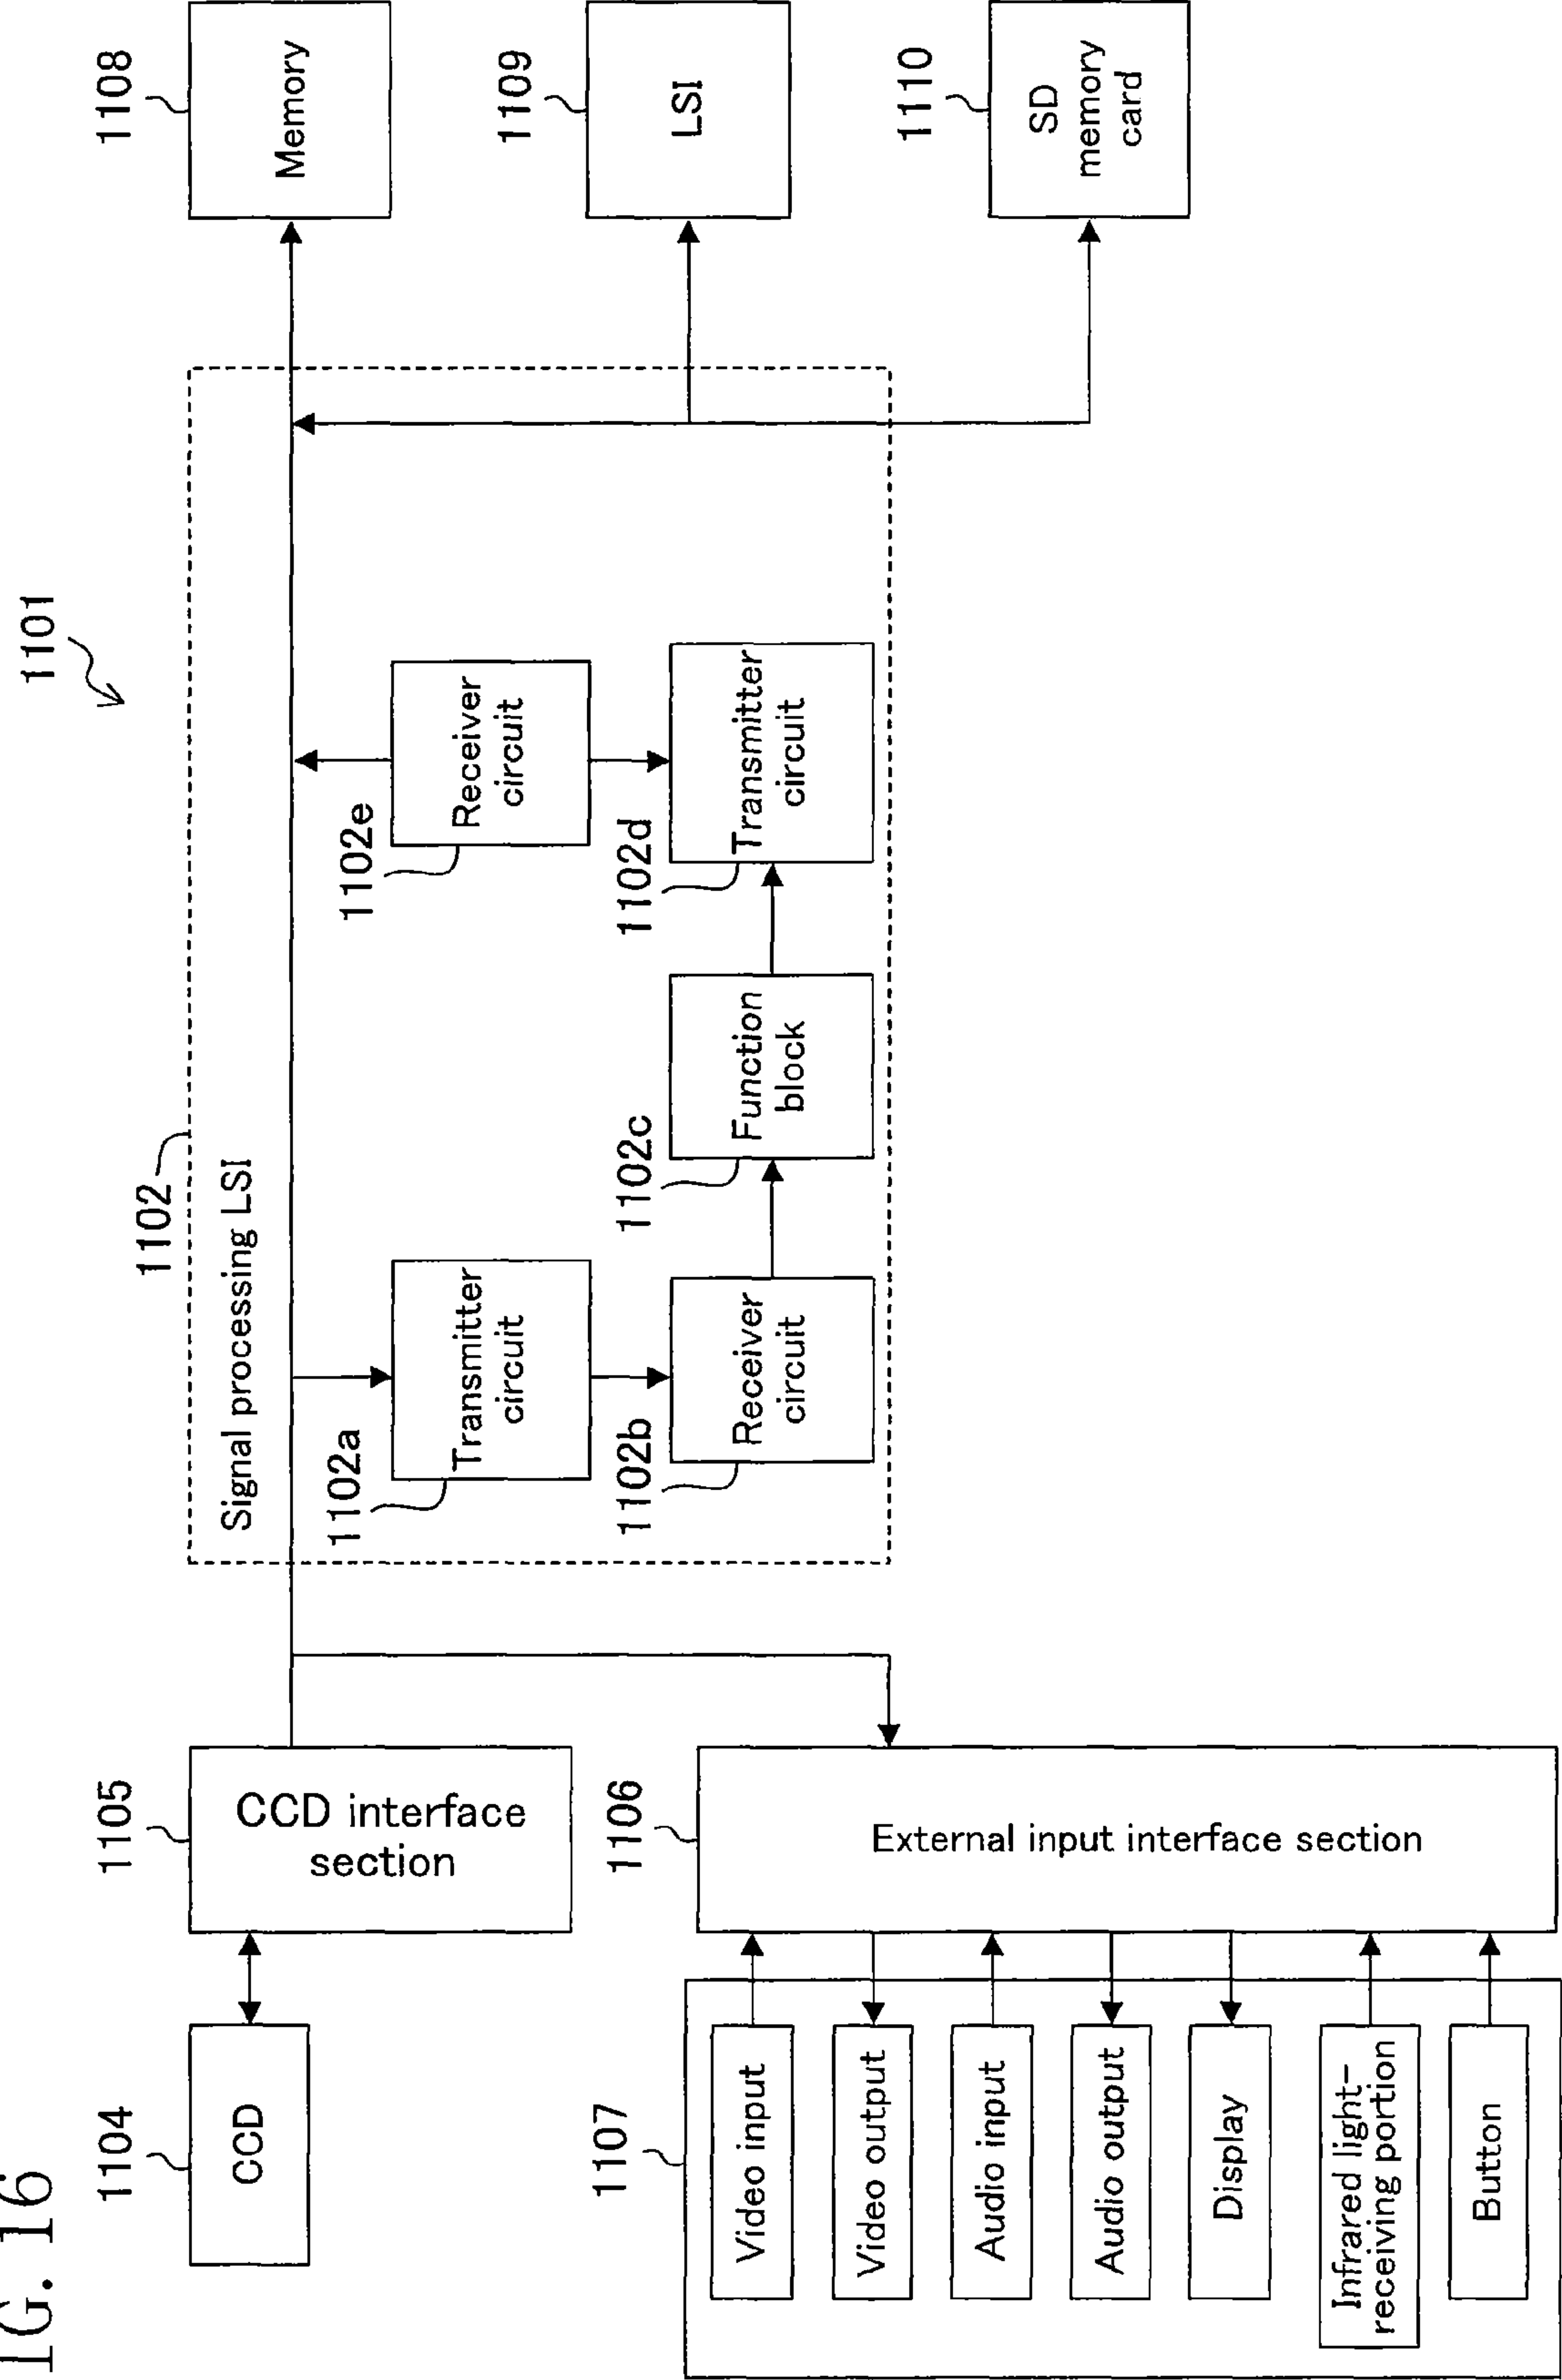 IG. 16
1101
1104
CCD
1105
CCD interface
section
1102
Signal processing LSI
1102a
Transmitter
circuit
1102b
Receiver
circuit
1102c
Function
block
1102d
Transmitter
circuit
1102e
Receiver
circuit
1108
Memory
1109
LSI
1110
SD
memory
card
1106
External input interface section
1107
Video input
Video output
Audio input
Audio output
Display
Infrared light-
receiving portion
Button